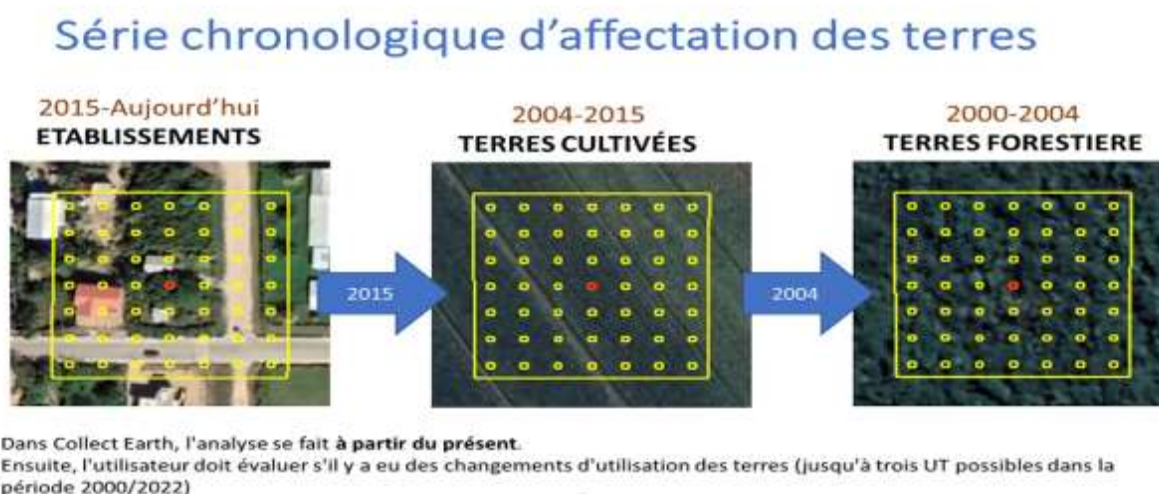 Série chronologique d'affectation des terres
2015-Aujourd'hui
ETABLISSEMENTS
2004-2015
TERRES CULTIVÉES
2000-2004
TERRES FORESTIERE
2015
2004
Dans Collect Earth, l'analyse se fait à partir du présent.
Ensuite, l'utilisateur doit évaluer s'il y a eu des changements d'utilisation des terres (jusqu'à trois UT possibles dans la
période 2000/2022)